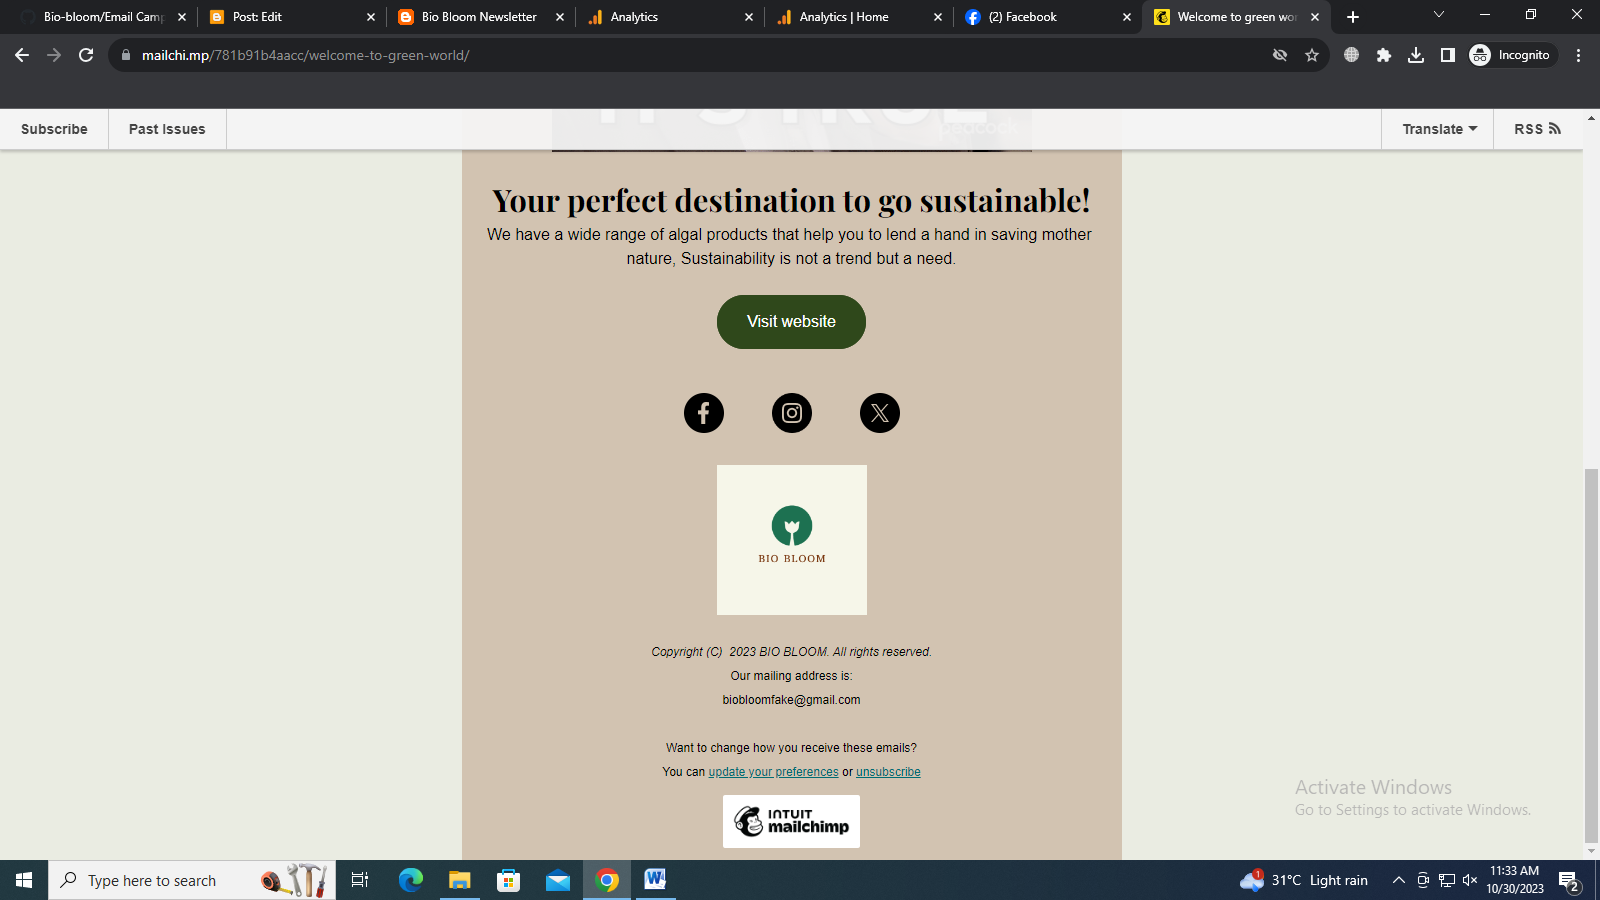 Bio-bloom/Email Camp
Post: Edit
Bio Bloom Newsletter
Analytics
Analytics | Home
(2) Facebook
Welcome to green wor
mailchi.mp/781b91b4aacc/welcome-to-green-world/
Incognito
Subscribe
Past Issues
Translate
RSS
IT'S TRUE
Your perfect destination to go sustainable!
We have a wide range of algal products that help you to lend a hand in saving mother
nature, Sustainability is not a trend but a need.
Visit website
BIO BLOOM
Copyright (C)  2023 BIO BLOOM. All rights reserved.
Our mailing address is:
biobloomfake@gmail.com
Want to change how you receive these emails?
You can update your preferences or unsubscribe
INTUIT
mailchimp
Activate Windows
Go to Settings to activate Windows.
Type here to search
1
31°C Light rain
11:33 AM
10/30/2023
2